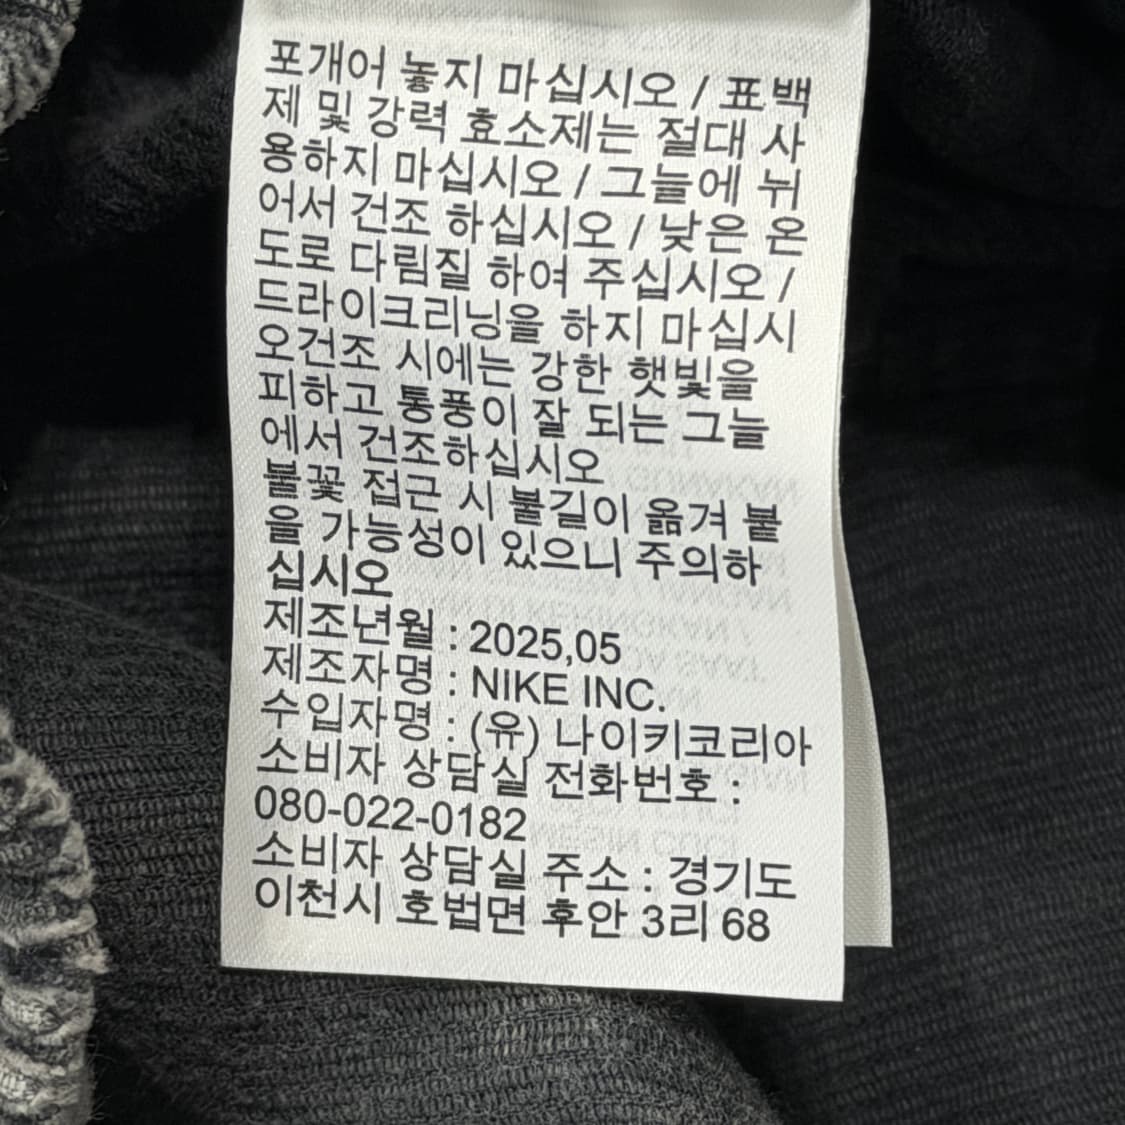 포개어 놓지 마십시오 / 표백
제 및 강력 효소제는 절대 사
용하지 마십시오 / 그늘에 뉘
어서 건조 하십시오 / 낮은 온
도로 다림질 하여 주십시오 /
드라이크리닝을 하지 마십시
오건조 시에는 강한 햇빛을
피하고 통풍이 잘 되는 그늘
에서 건조하십시오
불꽃 접근 시 불길이 옮겨 붙
을 가능성이 있으니 주의하
십시오
제조년월 : 2025,05
제조자명 : NIKE INC.
수입자명 : (유) 나이키코리아
소비자 상담실 전화번호 :
080-022-0182
소비자 상담실 주소 : 경기도
이천시 호법면 후안 3리 68